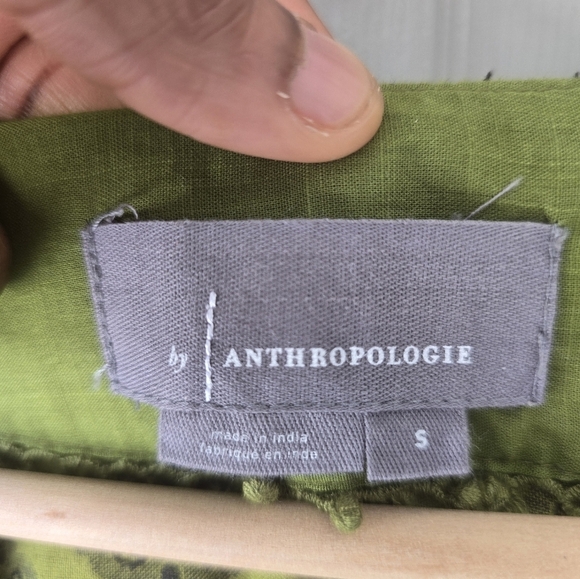 by ANTHROPOLOGIE
made in india
fabriqué en inde
S